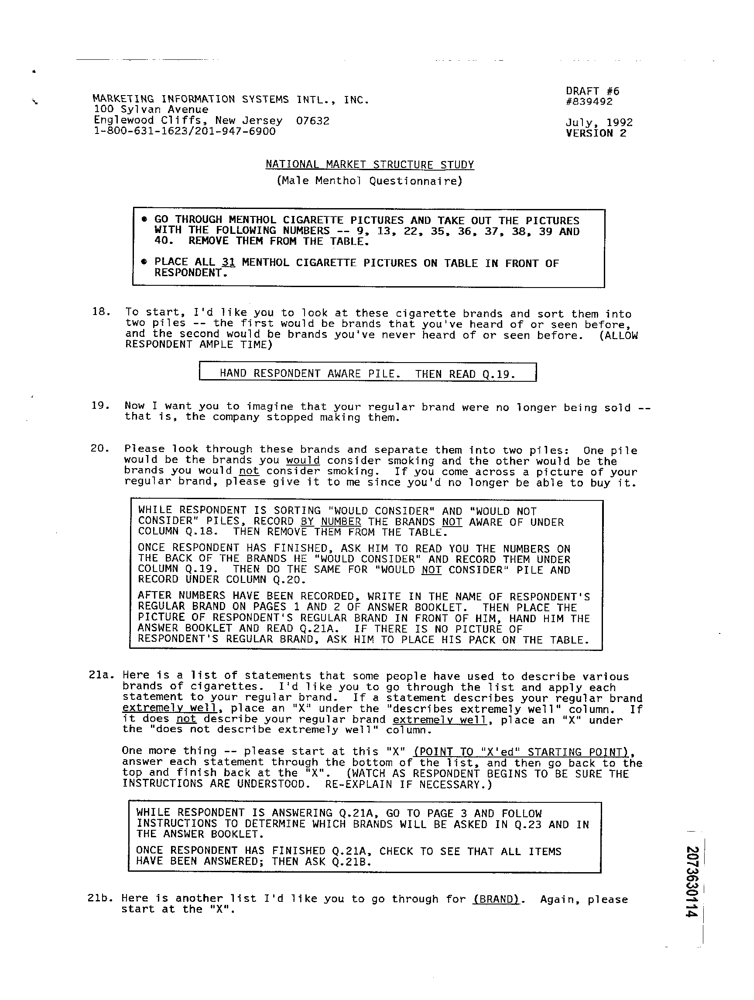 DRAFT #6
MARKETING INFORMATION SYSTEMS INTL., INC.
#839492
100 Sylvan Avenue
Englewood Cliffs, New Jersey 07632
July, 1992
1-800-631-1623/201-947-6900
VERSION 2
NATIONAL MARKET STRUCTURE STUDY
(Male Menthol Questionnaire)
• GO THROUGH MENTHOL CIGARETTE PICTURES AND TAKE OUT THE PICTURES
WITH THE FOLLOWING NUMBERS -- 9, 13, 22, 35, 36, 37, 38, 39 AND
40. REMOVE THEM FROM THE TABLE.
• PLACE ALL 31 MENTHOL CIGARETTE PICTURES ON TABLE IN FRONT OF
RESPONDENT.
18. To start, I'd like you to look at these cigarette brands and sort them into
two piles -- the first would be brands that you've heard of or seen before,
and the second would be brands you've never heard of or seen before. (ALLOW
RESPONDENT AMPLE TIME)
HAND RESPONDENT AWARE PILE. THEN READ Q.19.
19. Now I want you to imagine that your regular brand were no longer being sold --
that is, the company stopped making them.
20. Please look through these brands and separate them into two piles: One pile
would be the brands you would consider smoking and the other would be the
brands you would not consider smoking. If you come across a picture of your
regular brand, please give it to me since you'd no longer be able to buy it.
WHILE RESPONDENT IS SORTING "WOULD CONSIDER" AND "WOULD NOT
CONSIDER" PILES, RECORD BY NUMBER THE BRANDS NOT AWARE OF UNDER
COLUMN Q.18. THEN REMOVE THEM FROM THE TABLE.
ONCE RESPONDENT HAS FINISHED, ASK HIM TO READ YOU THE NUMBERS ON
THE BACK OF THE BRANDS HE "WOULD CONSIDER" AND RECORD THEM UNDER
COLUMN Q.19. THEN DO THE SAME FOR "WOULD NOT CONSIDER" PILE AND
RECORD UNDER COLUMN Q.20.
AFTER NUMBERS HAVE BEEN RECORDED, WRITE IN THE NAME OF RESPONDENT'S
REGULAR BRAND ON PAGES 1 AND 2 OF ANSWER BOOKLET. THEN PLACE THE
PICTURE OF RESPONDENT'S REGULAR BRAND IN FRONT OF HIM, HAND HIM THE
ANSWER BOOKLET AND READ Q.21A. IF THERE IS NO PICTURE OF
RESPONDENT'S REGULAR BRAND, ASK HIM TO PLACE HIS PACK ON THE TABLE.
21a. Here is a list of statements that some people have used to describe various
brands of cigarettes. I'd like you to go through the list and apply each
statement to your regular brand. If a statement describes your regular brand
extremely well, place an "X" under the "describes extremely well" column. If
it does not describe your regular brand extremely well, place an "X" under
the "does not describe extremely well" column.
One more thing -- please start at this "X" (POINT TO "X'ed" STARTING POINT),
answer each statement through the bottom of the list, and then go back to the
top and finish back at the "X". (WATCH AS RESPONDENT BEGINS TO BE SURE THE
INSTRUCTIONS ARE UNDERSTOOD. RE-EXPLAIN IF NECESSARY.)
WHILE RESPONDENT IS ANSWERING Q.21A, GO TO PAGE 3 AND FOLLOW
INSTRUCTIONS TO DETERMINE WHICH BRANDS WILL BE ASKED IN Q.23 AND IN
THE ANSWER BOOKLET.
ONCE RESPONDENT HAS FINISHED Q.21A, CHECK TO SEE THAT ALL ITEMS
HAVE BEEN ANSWERED; THEN ASK Q.21B.
21b. Here is another list I'd like you to go through for (BRAND). Again, please
start at the "X".
2073630114